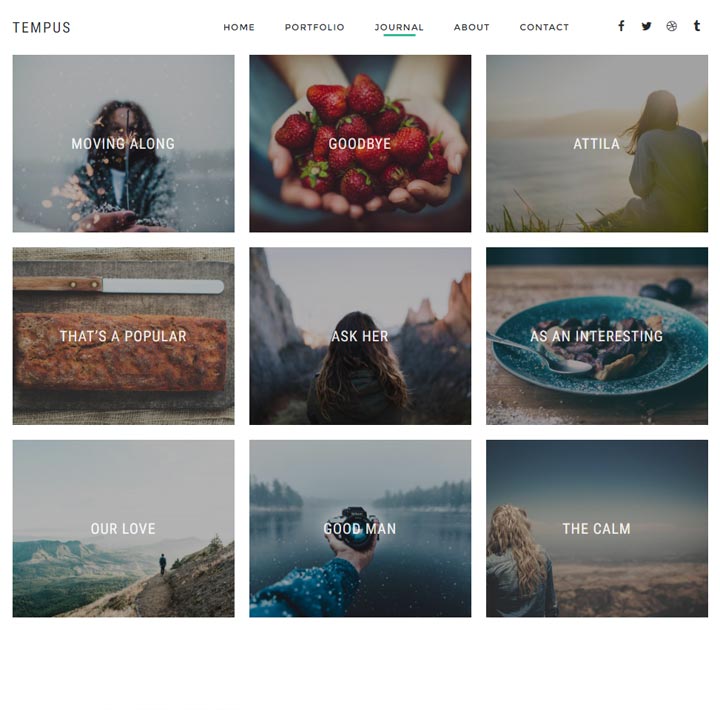 TEMPUS
HOME PORTFOLIO JOURNAL ABOUT CONTACT
MOVING ALONG
GOODBYE
ATTILA
THAT'S A POPULAR
ASK HER
AS AN INTERESTING
OUR LOVE
GOOD MAN
THE CALM